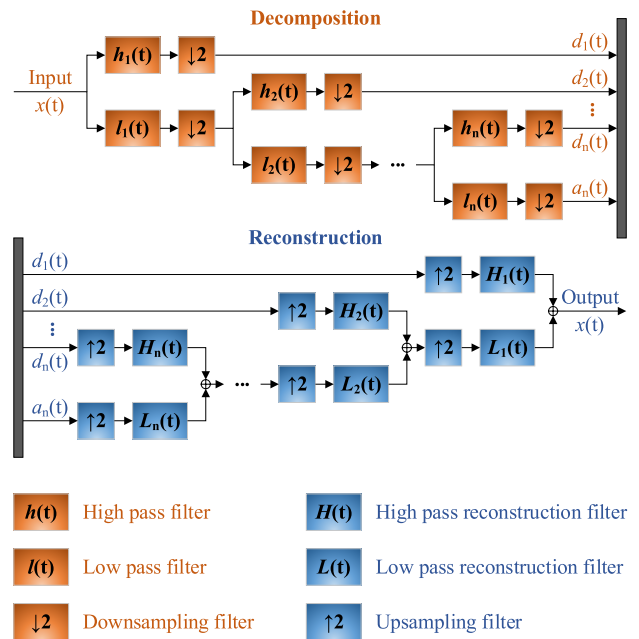 Decomposition
Input
x(t)
h₁(t) ↓2 d₁(t)
l₁(t) ↓2 h₂(t) ↓2 d₂(t)
⋮
l₂(t) ↓2 ... hₙ(t) ↓2 dₙ(t)
lₙ(t) ↓2 aₙ(t)
Reconstruction
d₁(t) ↑2 H₁(t)
d₂(t) ↑2 H₂(t) Output
x(t)
⋮
dₙ(t) ↑2 Hₙ(t) ↑2 L₁(t)
... ↑2 L₂(t)
aₙ(t) ↑2 Lₙ(t)
h(t) High pass filter
H(t) High pass reconstruction filter
l(t) Low pass filter
L(t) Low pass reconstruction filter
↓2 Downsampling filter
↑2 Upsampling filter